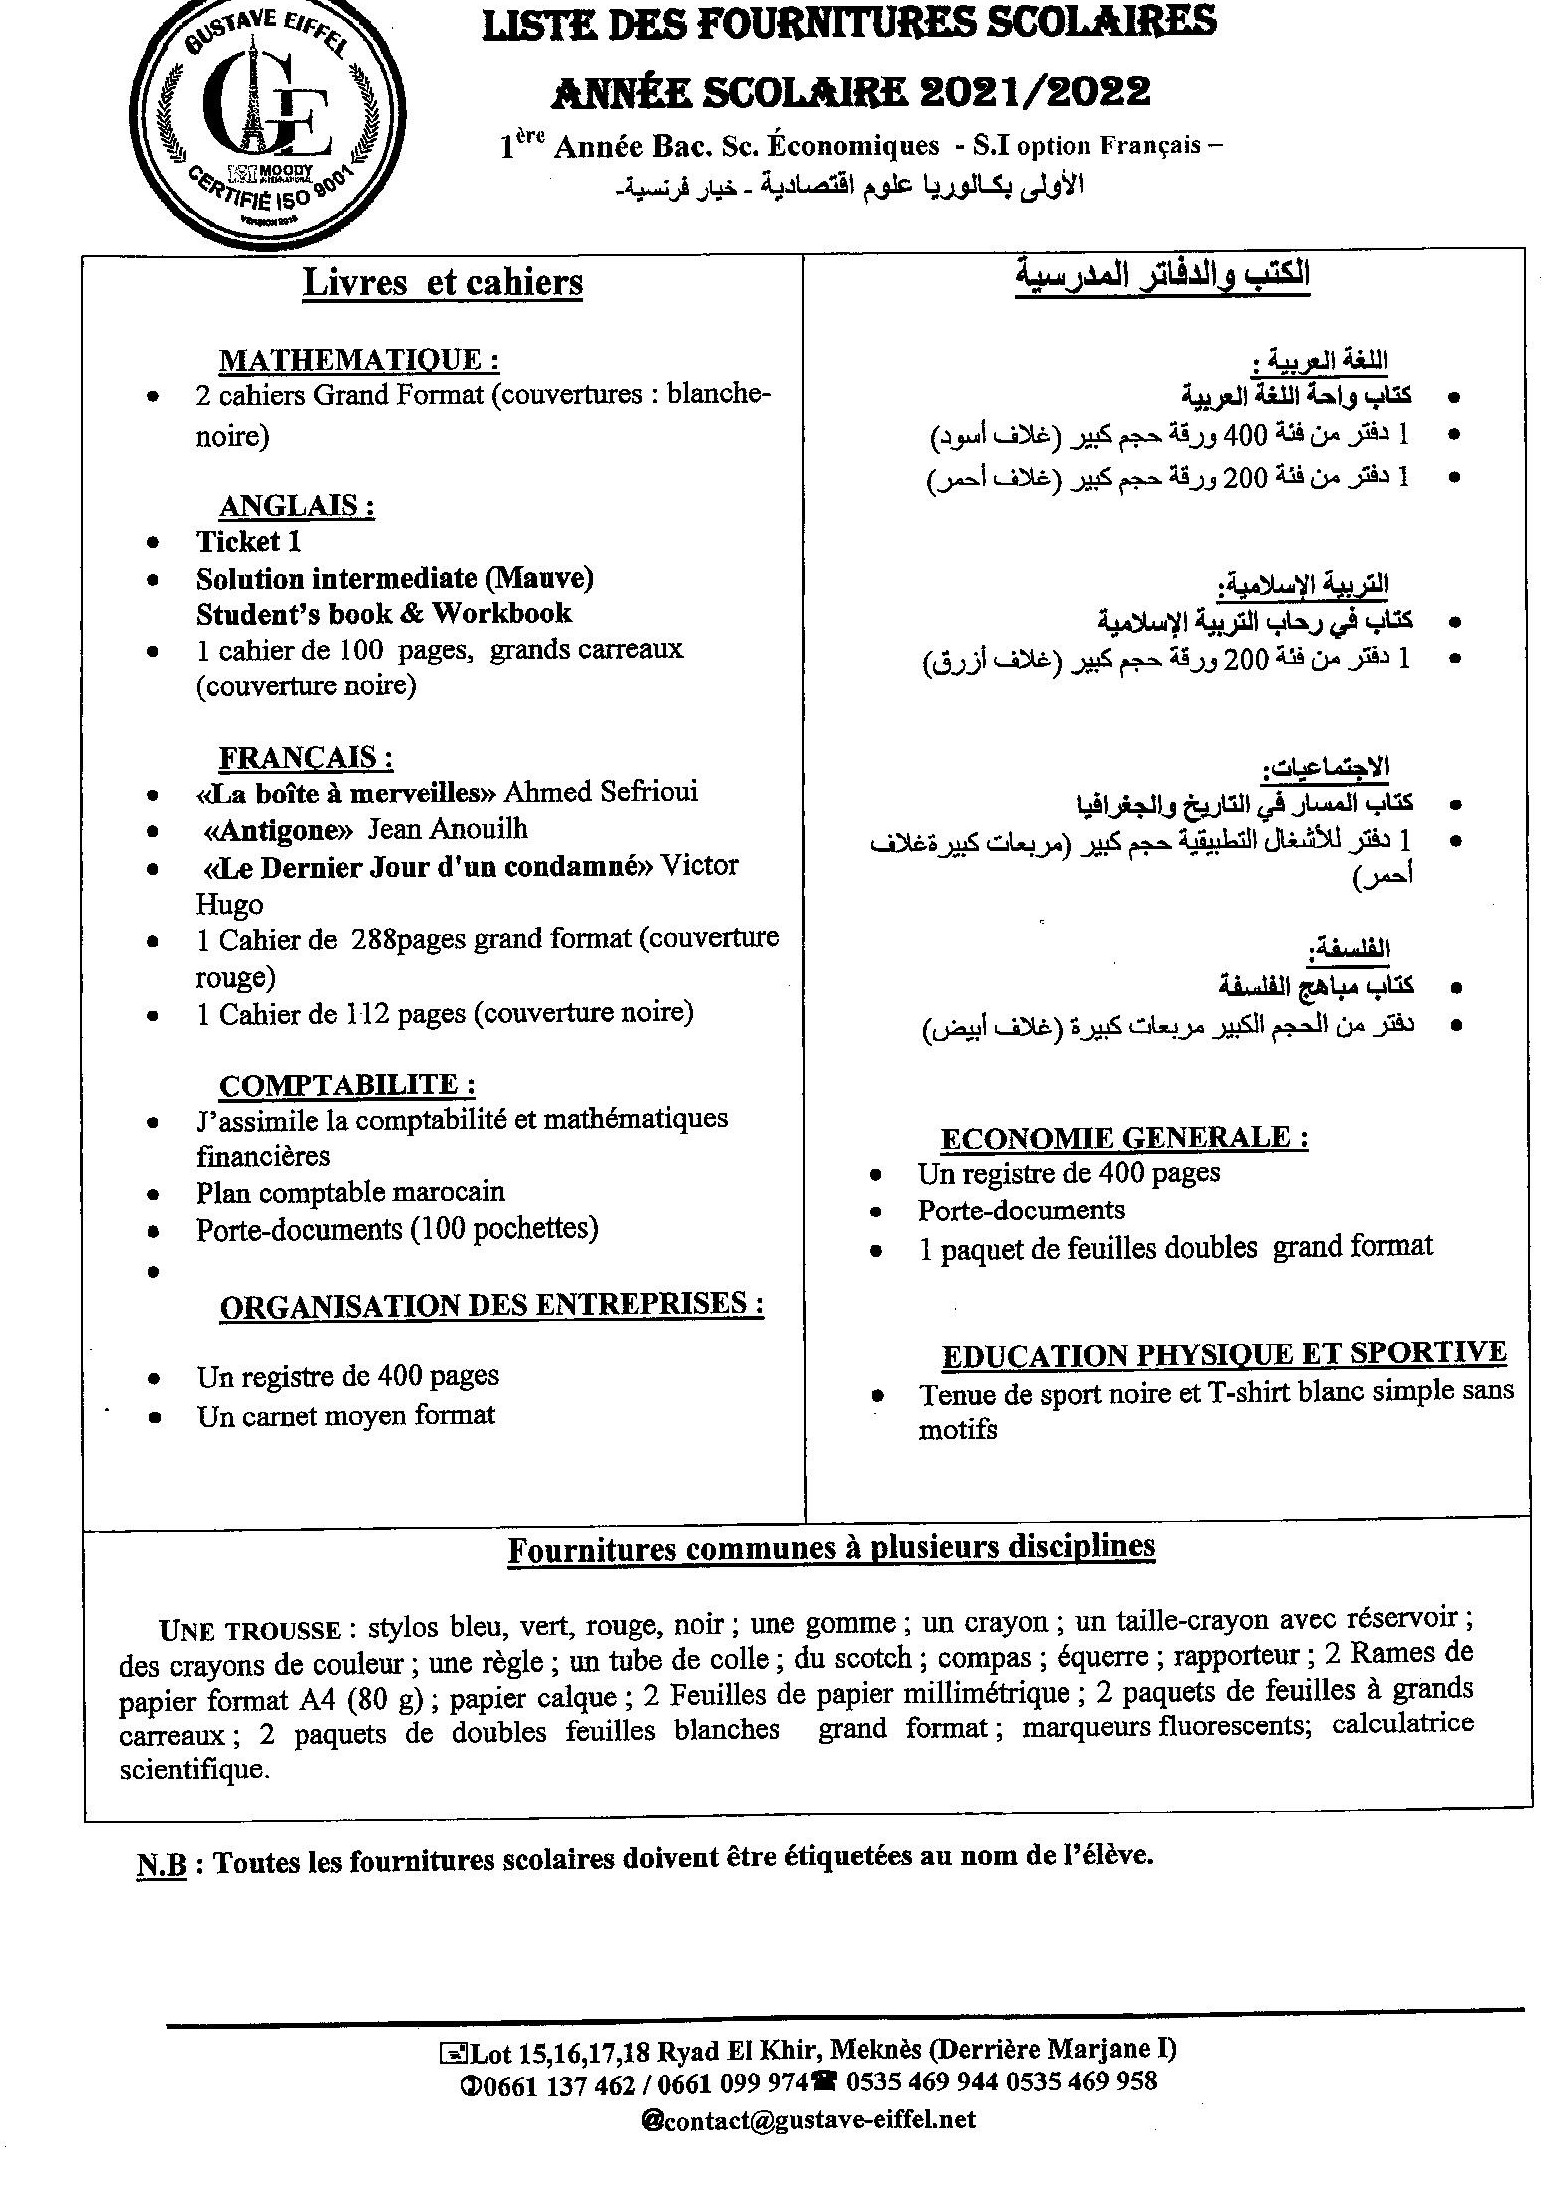 GUSTAVE EIFFEL
GE
MOODY
CERTIFIÉ ISO 9001
LISTE DES FOURNITURES SCOLAIRES
ANNÉE SCOLAIRE 2021/2022
1ère Année Bac. Sc. Économiques - S.I option Français –
الأولى بكالوريا علوم اقتصادية - خيار فرنسية-
Livres et cahiers
MATHEMATIQUE :
• 2 cahiers Grand Format (couvertures : blanche-
noire)
ANGLAIS :
• Ticket 1
• Solution intermediate (Mauve)
Student's book & Workbook
• 1 cahier de 100 pages, grands carreaux
(couverture noire)
FRANÇAIS :
• «La boîte à merveilles» Ahmed Sefrioui
• «Antigone» Jean Anouilh
• «Le Dernier Jour d'un condamné» Victor
Hugo
• 1 Cahier de 288pages grand format (couverture
rouge)
• 1 Cahier de 112 pages (couverture noire)
COMPTABILITE :
• J'assimile la comptabilité et mathématiques
financières
• Plan comptable marocain
• Porte-documents (100 pochettes)
•
ORGANISATION DES ENTREPRISES :
• Un registre de 400 pages
• Un carnet moyen format
الكتب والدفاتر المدرسية
اللغة العربية :
• كتاب واحة اللغة العربية
• 1 دفتر من فئة 400 ورقة حجم كبير (غلاف أسود)
• 1 دفتر من فئة 200 ورقة حجم كبير (غلاف أحمر)
التربية الإسلامية:
• كتاب في رحاب التربية الإسلامية
• 1 دفتر من فئة 200 ورقة حجم كبير (غلاف أزرق)
الاجتماعيات:
• كتاب المسار في التاريخ والجغرافيا
• 1 دفتر للأشغال التطبيقية حجم كبير (مربعات كبيرةغلاف
أحمر)
الفلسفة:
• كتاب مباهج الفلسفة
• دفتر من الحجم الكبير مربعات كبيرة (غلاف أبيض)
ECONOMIE GENERALE :
• Un registre de 400 pages
• Porte-documents
• 1 paquet de feuilles doubles grand format
EDUCATION PHYSIQUE ET SPORTIVE
• Tenue de sport noire et T-shirt blanc simple sans
motifs
Fournitures communes à plusieurs disciplines
UNE TROUSSE : stylos bleu, vert, rouge, noir ; une gomme ; un crayon ; un taille-crayon avec réservoir ;
des crayons de couleur ; une règle ; un tube de colle ; du scotch ; compas ; équerre ; rapporteur ; 2 Rames de
papier format A4 (80 g) ; papier calque ; 2 Feuilles de papier millimétrique ; 2 paquets de feuilles à grands
carreaux ; 2 paquets de doubles feuilles blanches grand format ; marqueurs fluorescents; calculatrice
scientifique.
N.B : Toutes les fournitures scolaires doivent être étiquetées au nom de l'élève.
Lot 15,16,17,18 Ryad El Khir, Meknès (Derrière Marjane I)
0661 137 462 / 0661 099 974☎ 0535 469 944 0535 469 958
@contact@gustave-eiffel.net